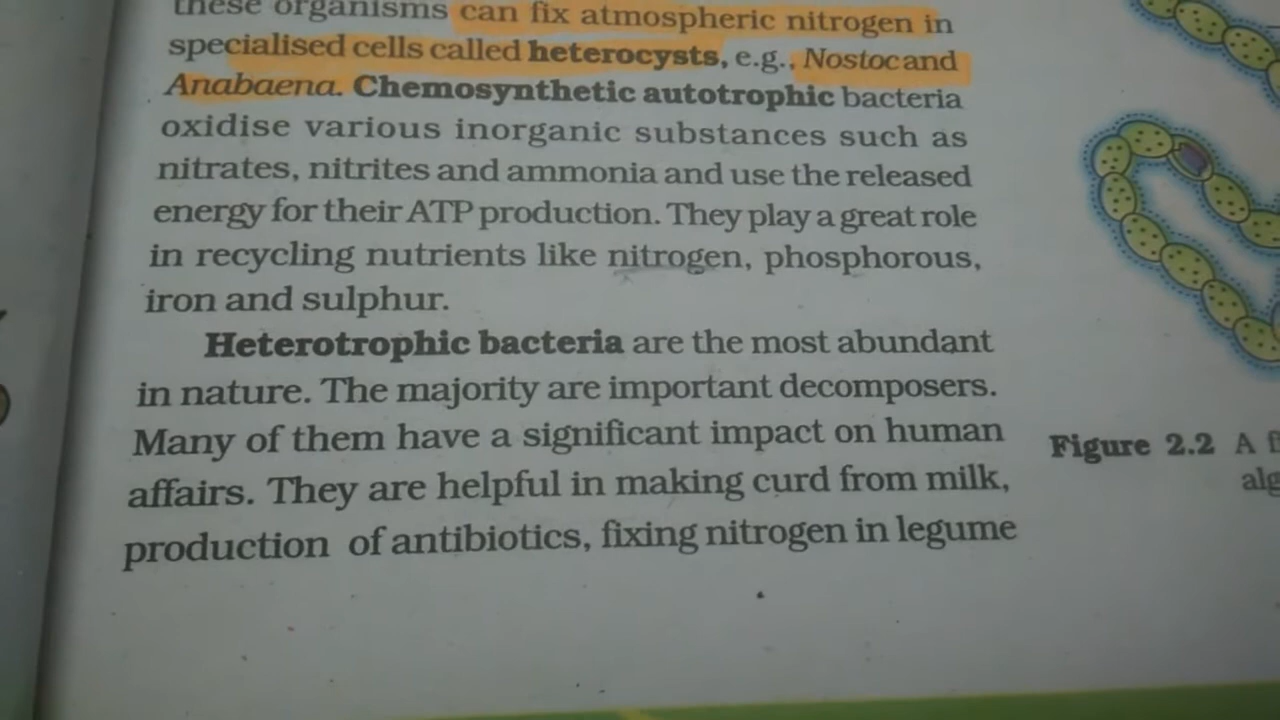 these organisms can fix atmospheric nitrogen in
specialised cells called heterocysts, e.g., Nostoc and
Anabaena. Chemosynthetic autotrophic bacteria
oxidise various inorganic substances such as
nitrates, nitrites and ammonia and use the released
energy for their ATP production. They play a great role
in recycling nutrients like nitrogen, phosphorous,
iron and sulphur.
Heterotrophic bacteria are the most abundant
in nature. The majority are important decomposers.
Many of them have a significant impact on human
affairs. They are helpful in making curd from milk,
production of antibiotics, fixing nitrogen in legume
Figure 2.2 A